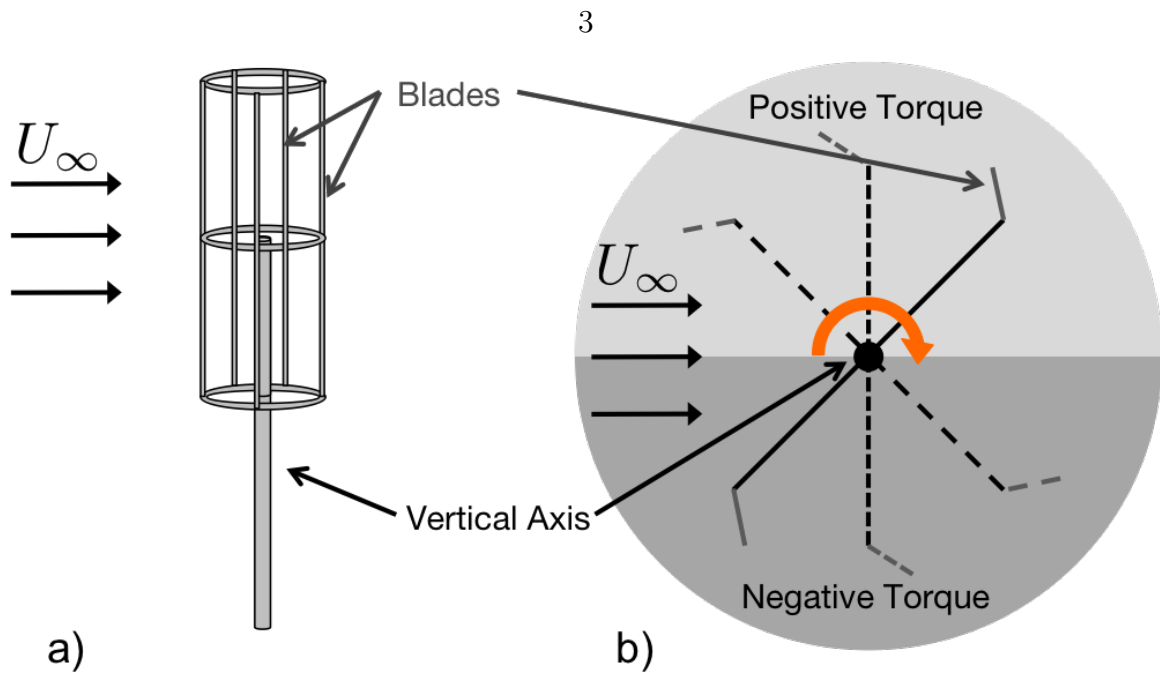 3
Blades
Positive Torque
U∞
U∞
Vertical Axis
Negative Torque
a)
b)